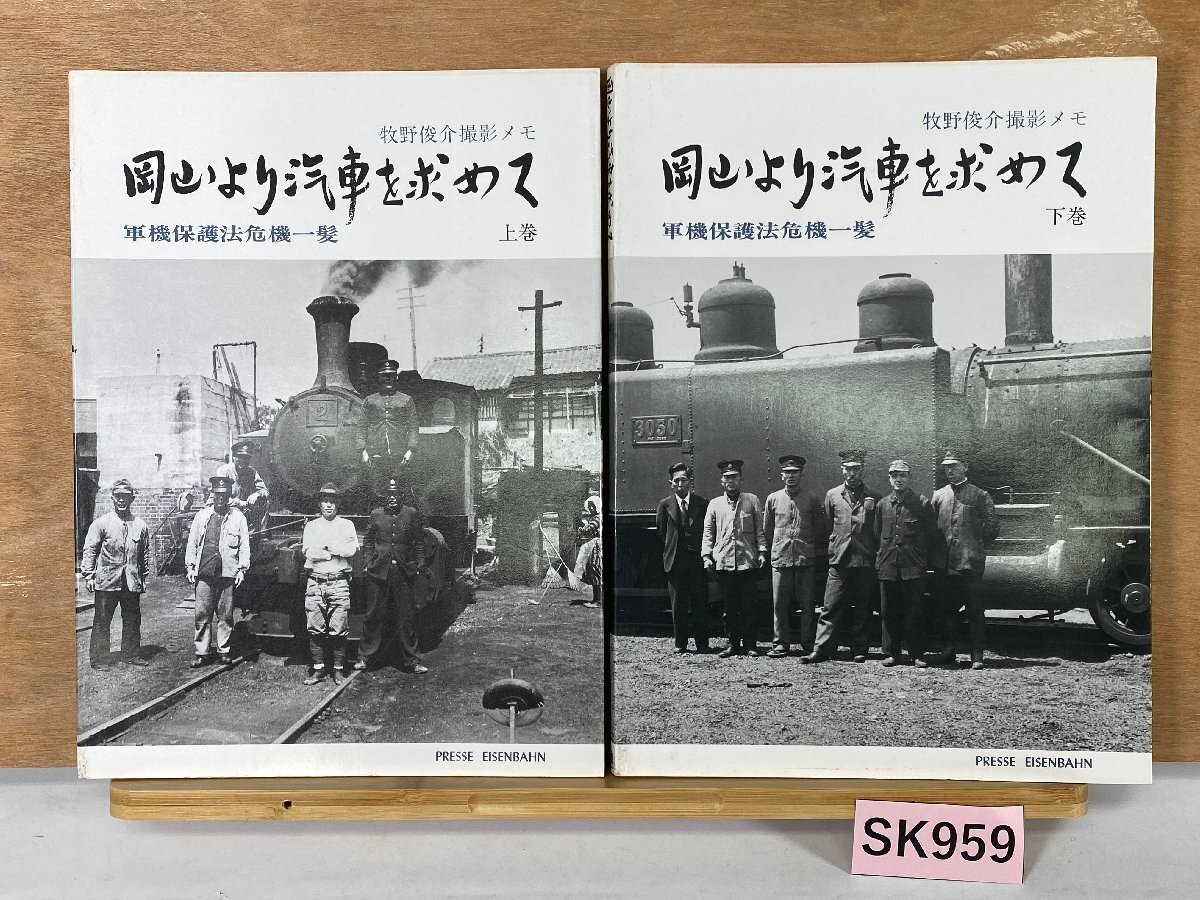 牧野俊介撮影メモ
岡山より汽車を求めて
軍機保護法危機一髪
上巻
2
PRESSE EISENBAHN
牧野俊介撮影メモ
岡山より汽車を求めて
軍機保護法危機一髪
下巻
3050
PRESSE EISENBAHN
SK959